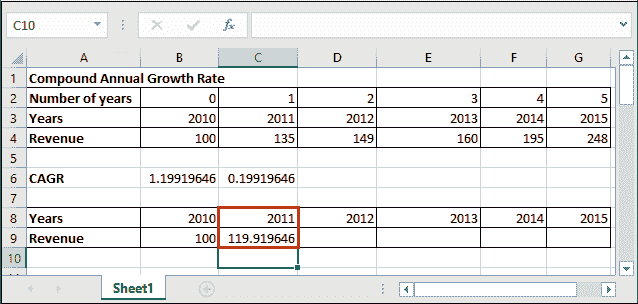 C10 fx
A B C D E F G
1 Compound Annual Growth Rate
2 Number of years 0 1 2 3 4 5
3 Years 2010 2011 2012 2013 2014 2015
4 Revenue 100 135 149 160 195 248
5
6 CAGR 1.19919646 0.19919646
7
8 Years 2010 2011 2012 2013 2014 2015
9 Revenue 100 119.919646
10
Sheet1